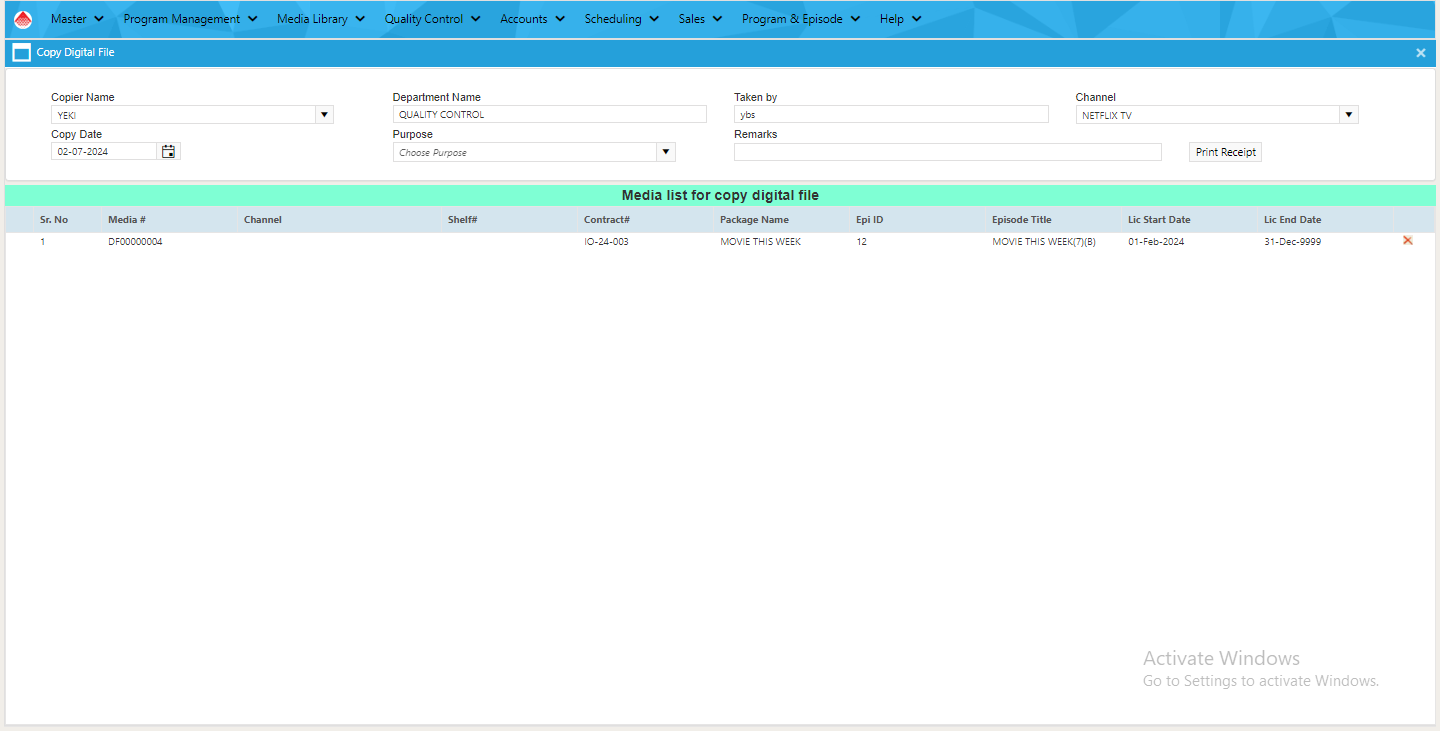 Master Program Management Media Library Quality Control Accounts Scheduling Sales Program & Episode Help
Copy Digital File
Copier Name Department Name Taken by Channel
YEKI QUALITY CONTROL ybs NETFLIX TV
Copy Date Purpose Remarks
02-07-2024 Choose Purpose Print Receipt
Media list for copy digital file
Sr. No Media # Channel Shelf# Contract# Package Name Epi ID Episode Title Lic Start Date Lic End Date
1 DF00000004 IO-24-003 MOVIE THIS WEEK 12 MOVIE THIS WEEK(7)(B) 01-Feb-2024 31-Dec-9999
Activate Windows
Go to Settings to activate Windows.